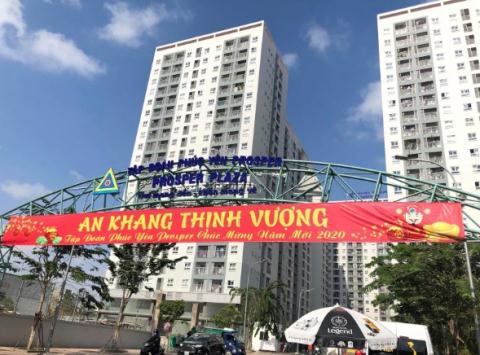 TẬP ĐOÀN PHÚC YÊN PROSPER
PROSPER PLAZA
AN KHANG THỊNH VƯỢNG
Tập Đoàn Phúc Yên Prosper Chúc Mừng Năm Mới 2020
Legend